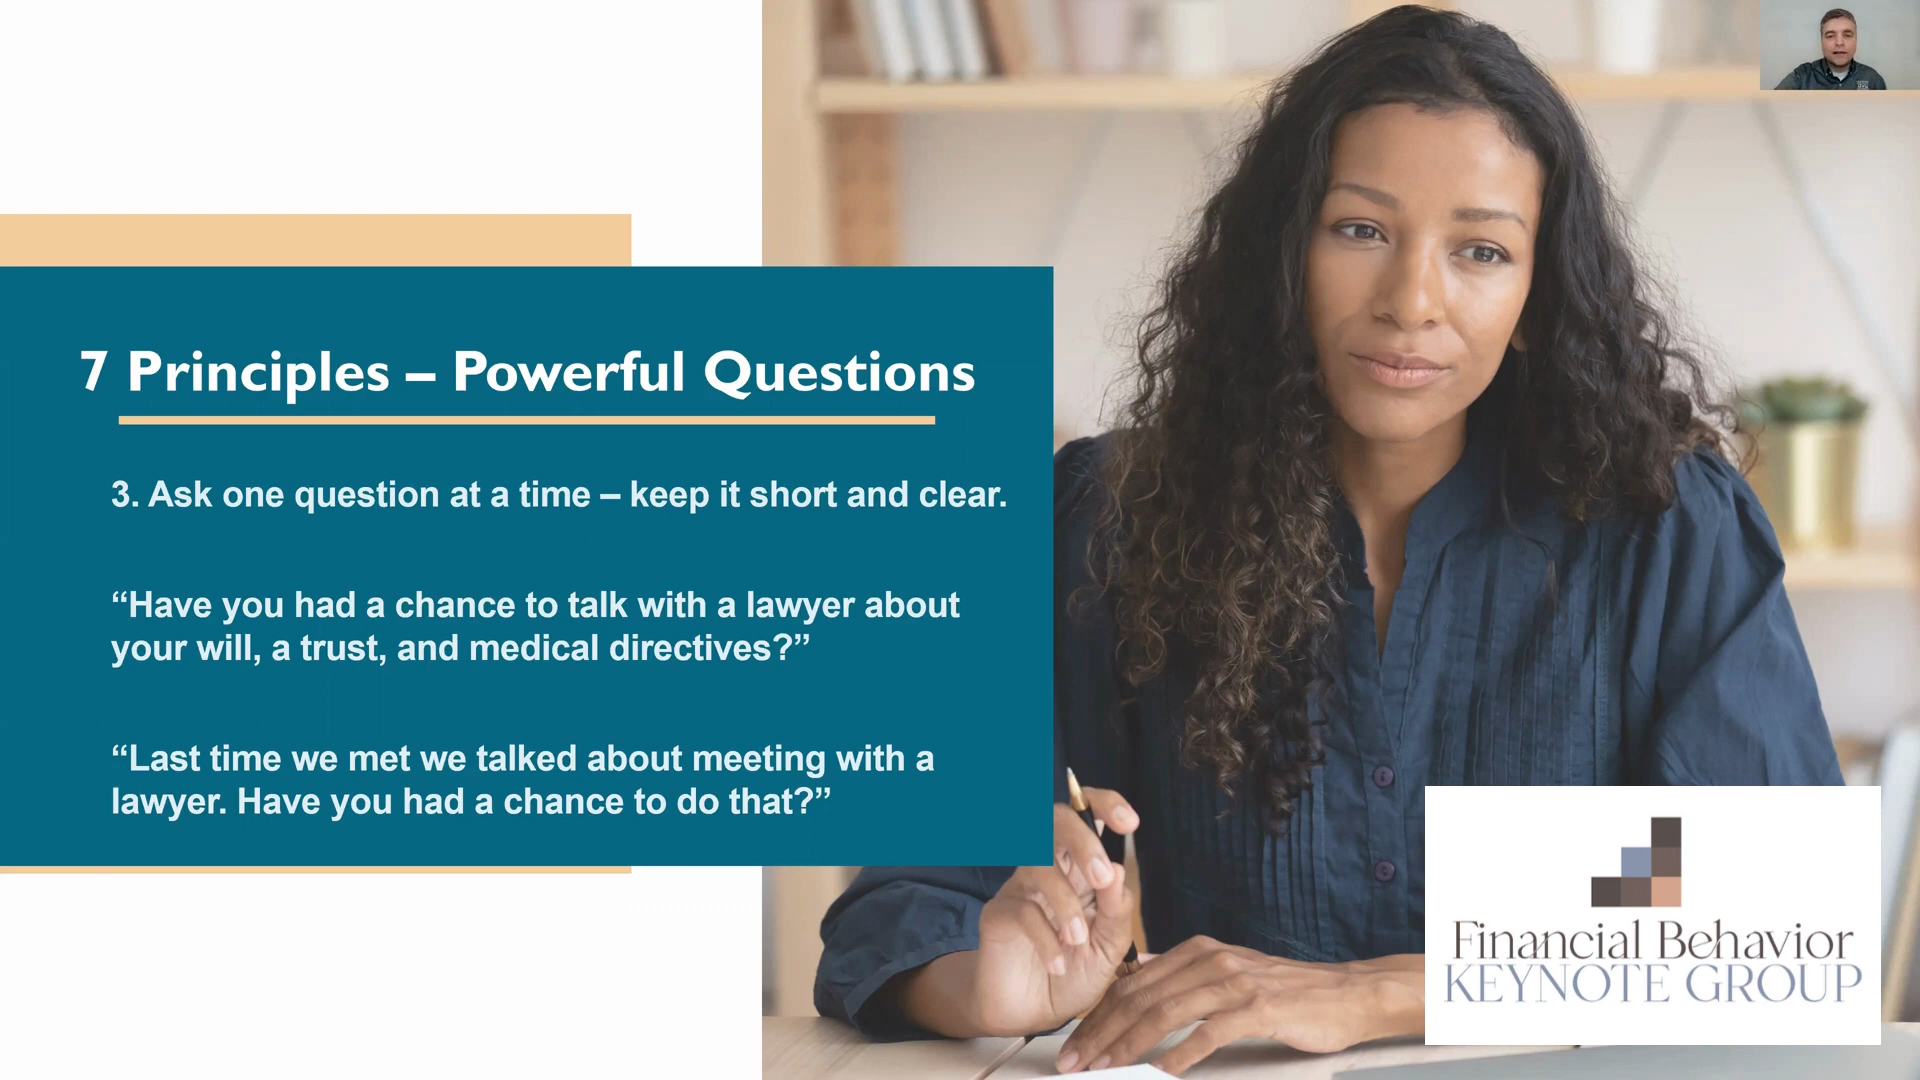 7 Principles – Powerful Questions
3. Ask one question at a time – keep it short and clear.
“Have you had a chance to talk with a lawyer about
your will, a trust, and medical directives?”
“Last time we met we talked about meeting with a
lawyer. Have you had a chance to do that?”
Financial Behavior
KEYNOTE GROUP